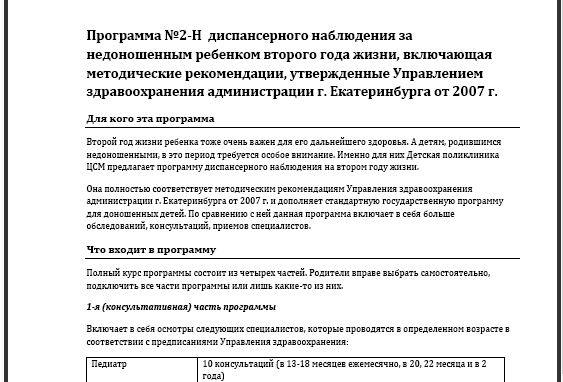 Программа №2-Н диспансерного наблюдения за
недоношенным ребенком второго года жизни, включающая
методические рекомендации, утвержденные Управлением
здравоохранения администрации г. Екатеринбурга от 2007 г.
Для кого эта программа
Второй год жизни ребенка тоже очень важен для его дальнейшего здоровья. А детям, родившимся
недоношенными, в это период требуется особое внимание. Именно для них Детская поликлиника
ЦСМ предлагает программу диспансерного наблюдения на втором году жизни.
Она полностью соответствует методическим рекомендациям Управления здравоохранения
администрации г. Екатеринбурга от 2007 г. и дополняет стандартную государственную программу
для доношенных детей. По сравнению с ней данная программа включает в себя больше
обследований, консультаций, приемов специалистов.
Что входит в программу
Полный курс программы состоит из четырех частей. Родители вправе выбрать самостоятельно,
подключить все части программы или лишь какие-то из них.
1-я (консультативная) часть программы
Включает в себя осмотры следующих специалистов, которые проводятся в определенном возрасте в
соответствии с предписаниями Управления здравоохранения:
Педиатр 10 консультаций (в 13-18 месяцев ежемесячно, в 20, 22 месяца и в 2
года)